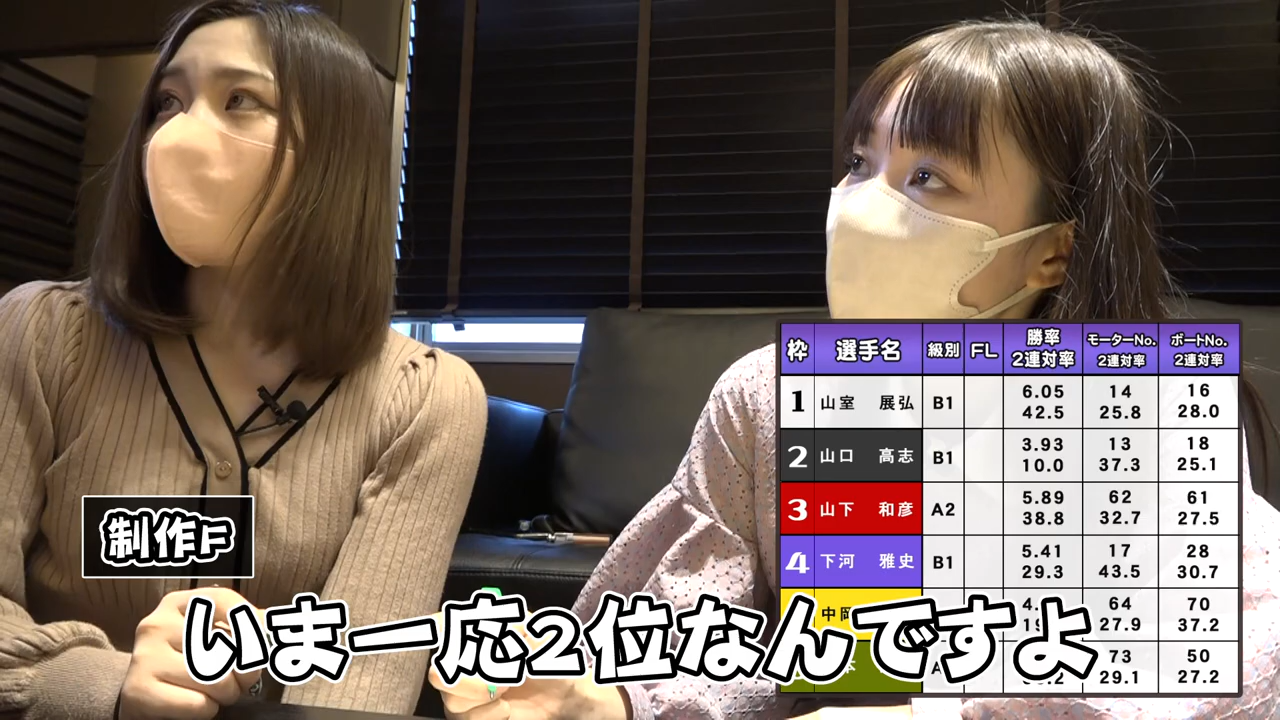 枠 選手名 級別 FL 勝率 2連対率 モーターNo. 2連対率 ボートNo. 2連対率
1 山室 展弘 B1 6.05 42.5 14 25.8 16 28.0
2 山口 高志 B1 3.93 10.0 13 37.3 18 25.1
3 山下 和彦 A2 5.89 38.8 62 32.7 61 27.5
4 下河 雅史 B1 5.41 29.3 17 43.5 28 30.7
64 27.9 70 37.2
73 29.1 50 27.2
制作F
いま一応2位なんですよ